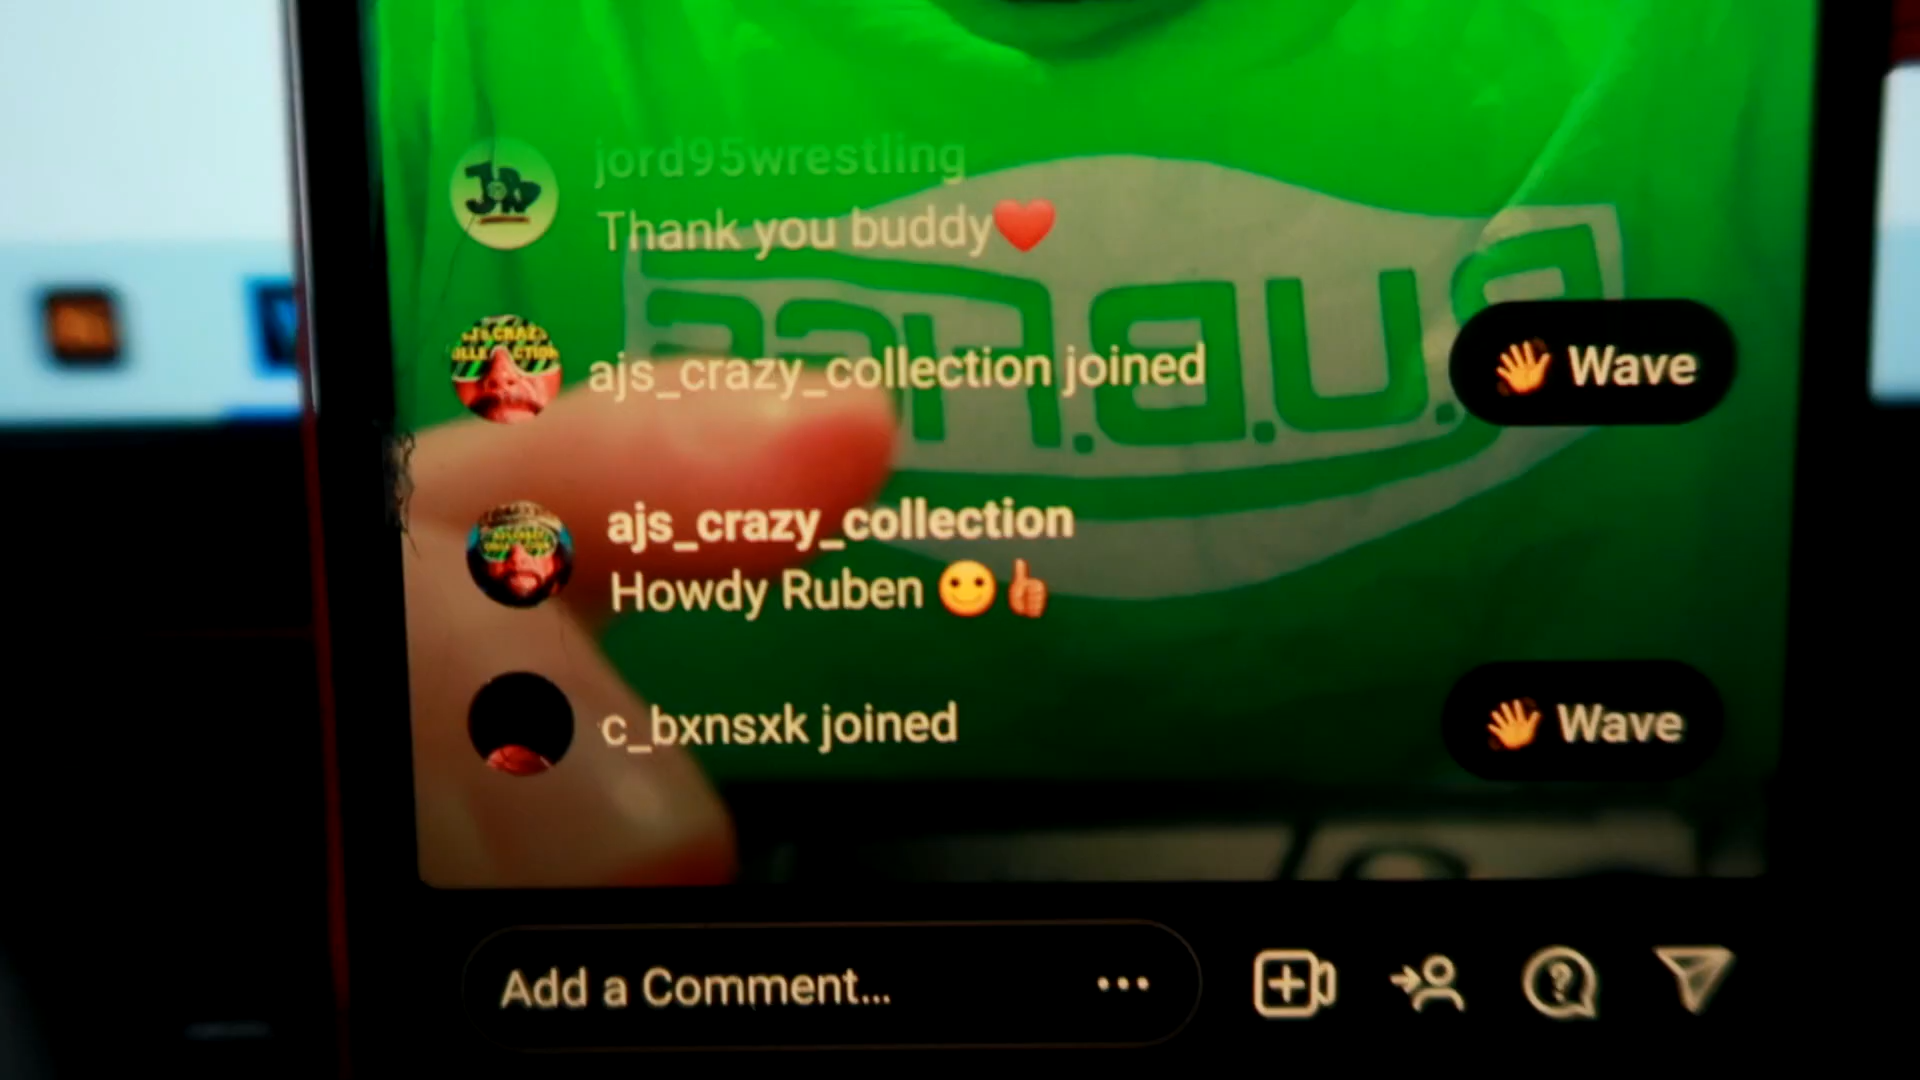 jord95wrestling
Thank you buddy❤️
ajs_crazy_collection joined
👋 Wave
ajs_crazy_collection
Howdy Ruben 🙂👍
c_bxnsxk joined
👋 Wave
Add a Comment...